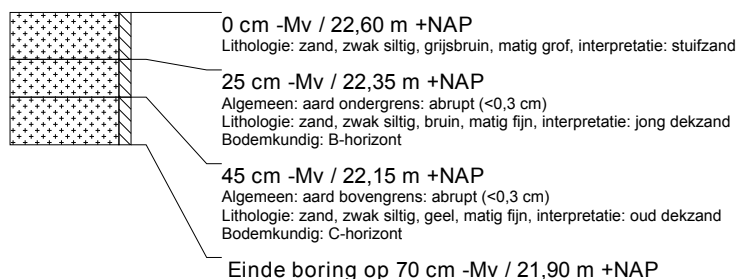 0 cm -Mv / 22,60 m +NAP
Lithologie: zand, zwak siltig, grijsbruin, matig grof, interpretatie: stuifzand
25 cm -Mv / 22,35 m +NAP
Algemeen: aard ondergrens: abrupt (<0,3 cm)
Lithologie: zand, zwak siltig, bruin, matig fijn, interpretatie: jong dekzand
Bodemkundig: B-horizont
45 cm -Mv / 22,15 m +NAP
Algemeen: aard bovengrens: abrupt (<0,3 cm)
Lithologie: zand, zwak siltig, geel, matig fijn, interpretatie: oud dekzand
Bodemkundig: C-horizont
Einde boring op 70 cm -Mv / 21,90 m +NAP